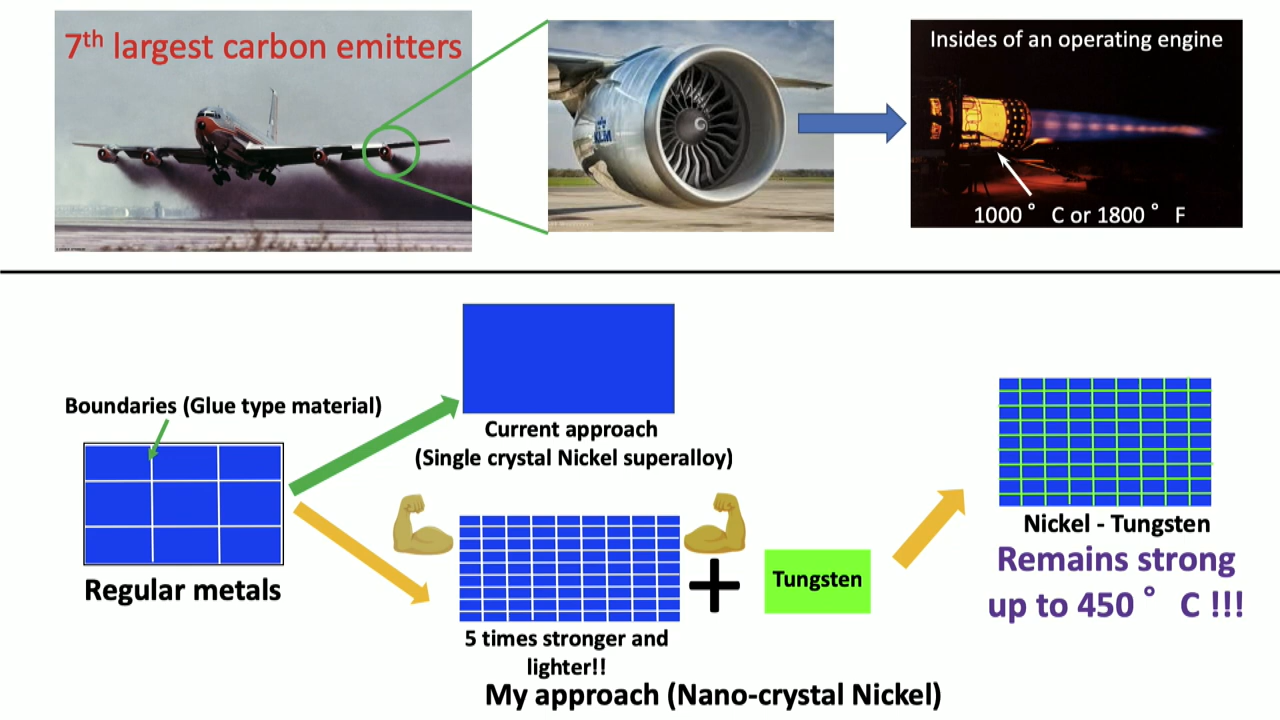 7th largest carbon emitters
KLM
Insides of an operating engine
1000° C or 1800° F
Boundaries (Glue type material)
Regular metals
Current approach
(Single crystal Nickel superalloy)
5 times stronger and
lighter!!
My approach (Nano-crystal Nickel)
Tungsten
Nickel - Tungsten
Remains strong
up to 450° C !!!